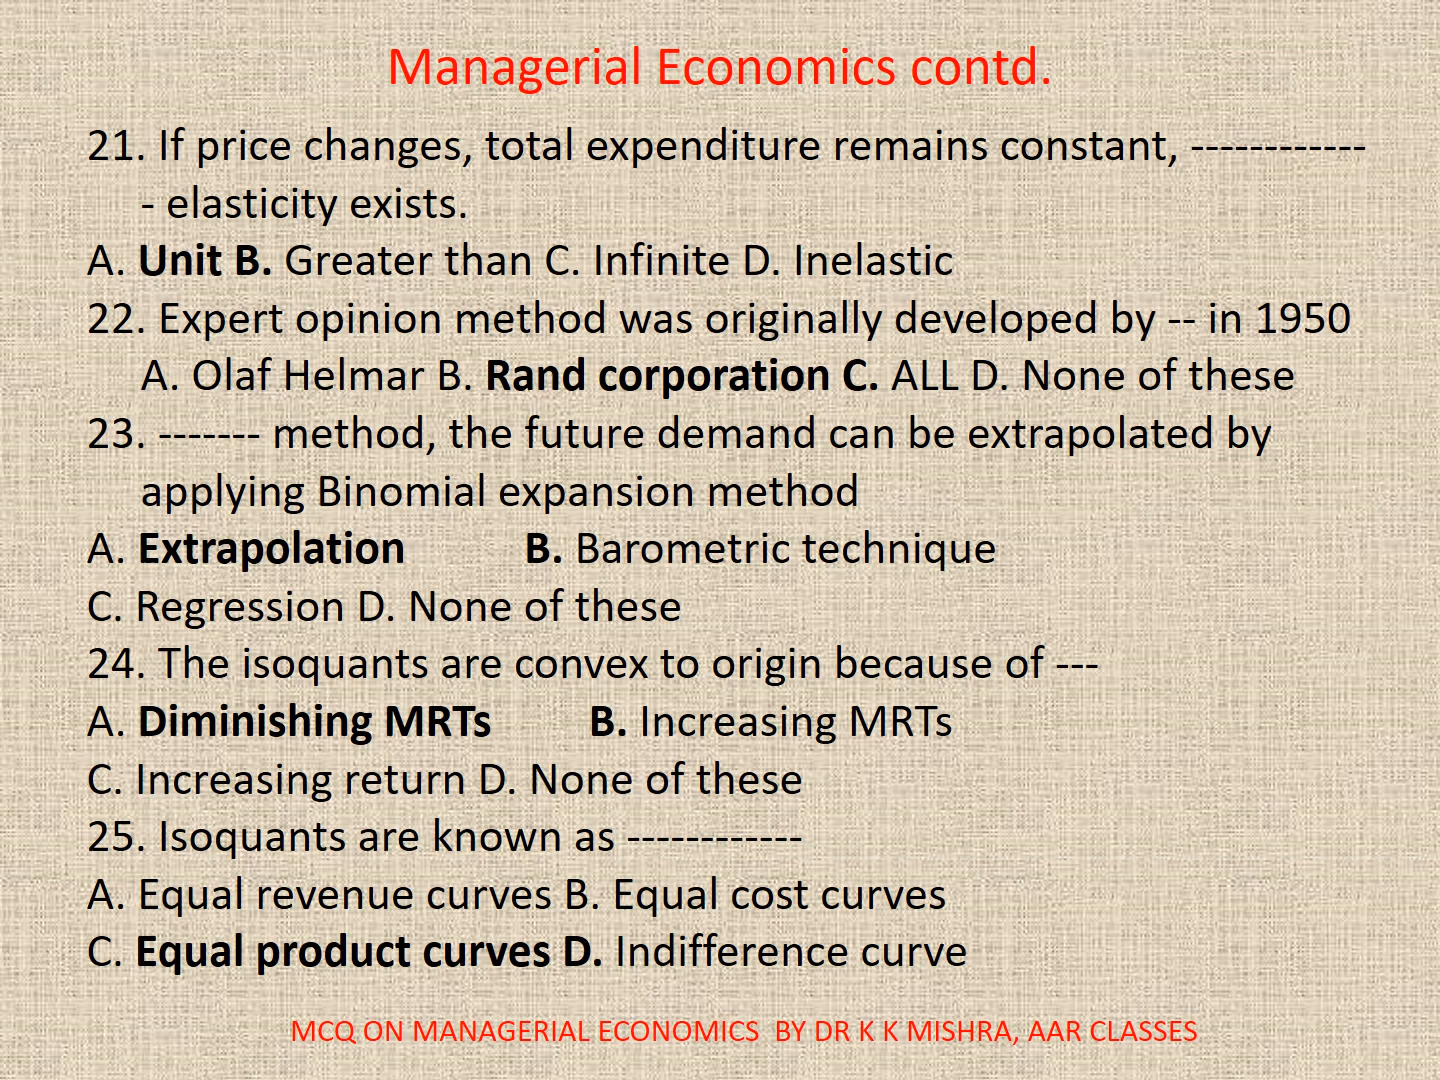 Managerial Economics contd.
21. If price changes, total expenditure remains constant, ------------
- elasticity exists.
A. Unit B. Greater than C. Infinite D. Inelastic
22. Expert opinion method was originally developed by -- in 1950
A. Olaf Helmar B. Rand corporation C. ALL D. None of these
23. ------- method, the future demand can be extrapolated by
applying Binomial expansion method
A. Extrapolation B. Barometric technique
C. Regression D. None of these
24. The isoquants are convex to origin because of ---
A. Diminishing MRTs B. Increasing MRTs
C. Increasing return D. None of these
25. Isoquants are known as ------------
A. Equal revenue curves B. Equal cost curves
C. Equal product curves D. Indifference curve
MCQ ON MANAGERIAL ECONOMICS BY DR K K MISHRA, AAR CLASSES